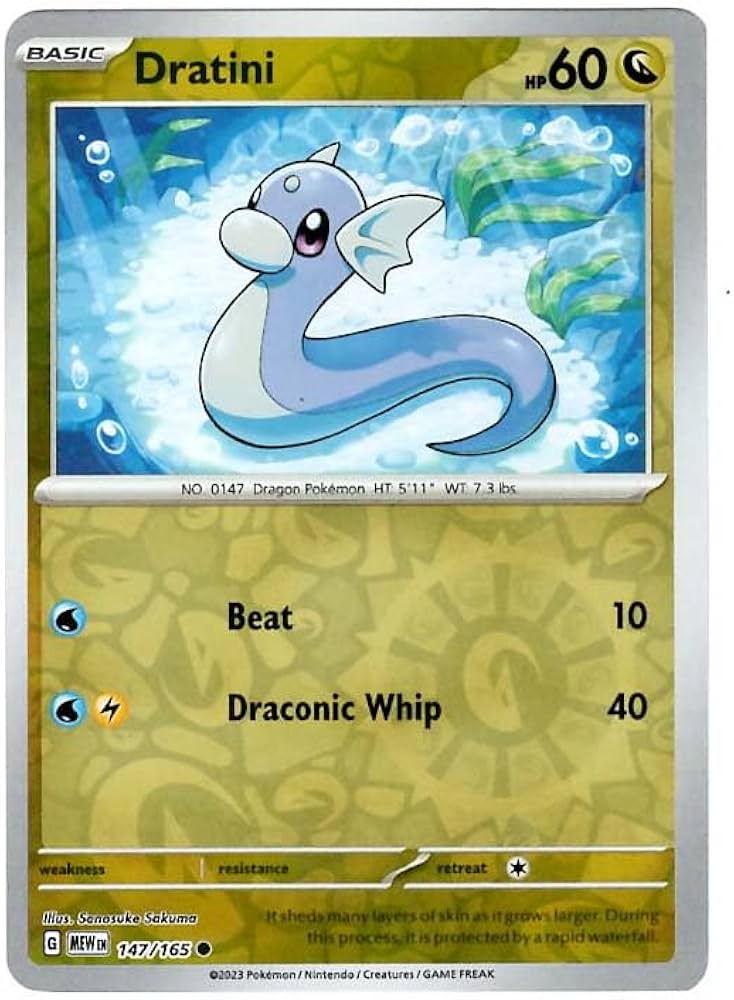 BASIC
Dratini
HP 60
NO. 0147 Dragon Pokémon HT: 5'11" WT: 7.3 lbs.
Beat 10
Draconic Whip 40
weakness resistance retreat
Illus. Sanosuke Sakuma
It sheds many layers of skin as it grows larger. During
this process, it is protected by a rapid waterfall.
G MEW EN 147/165
©2023 Pokémon / Nintendo / Creatures / GAME FREAK